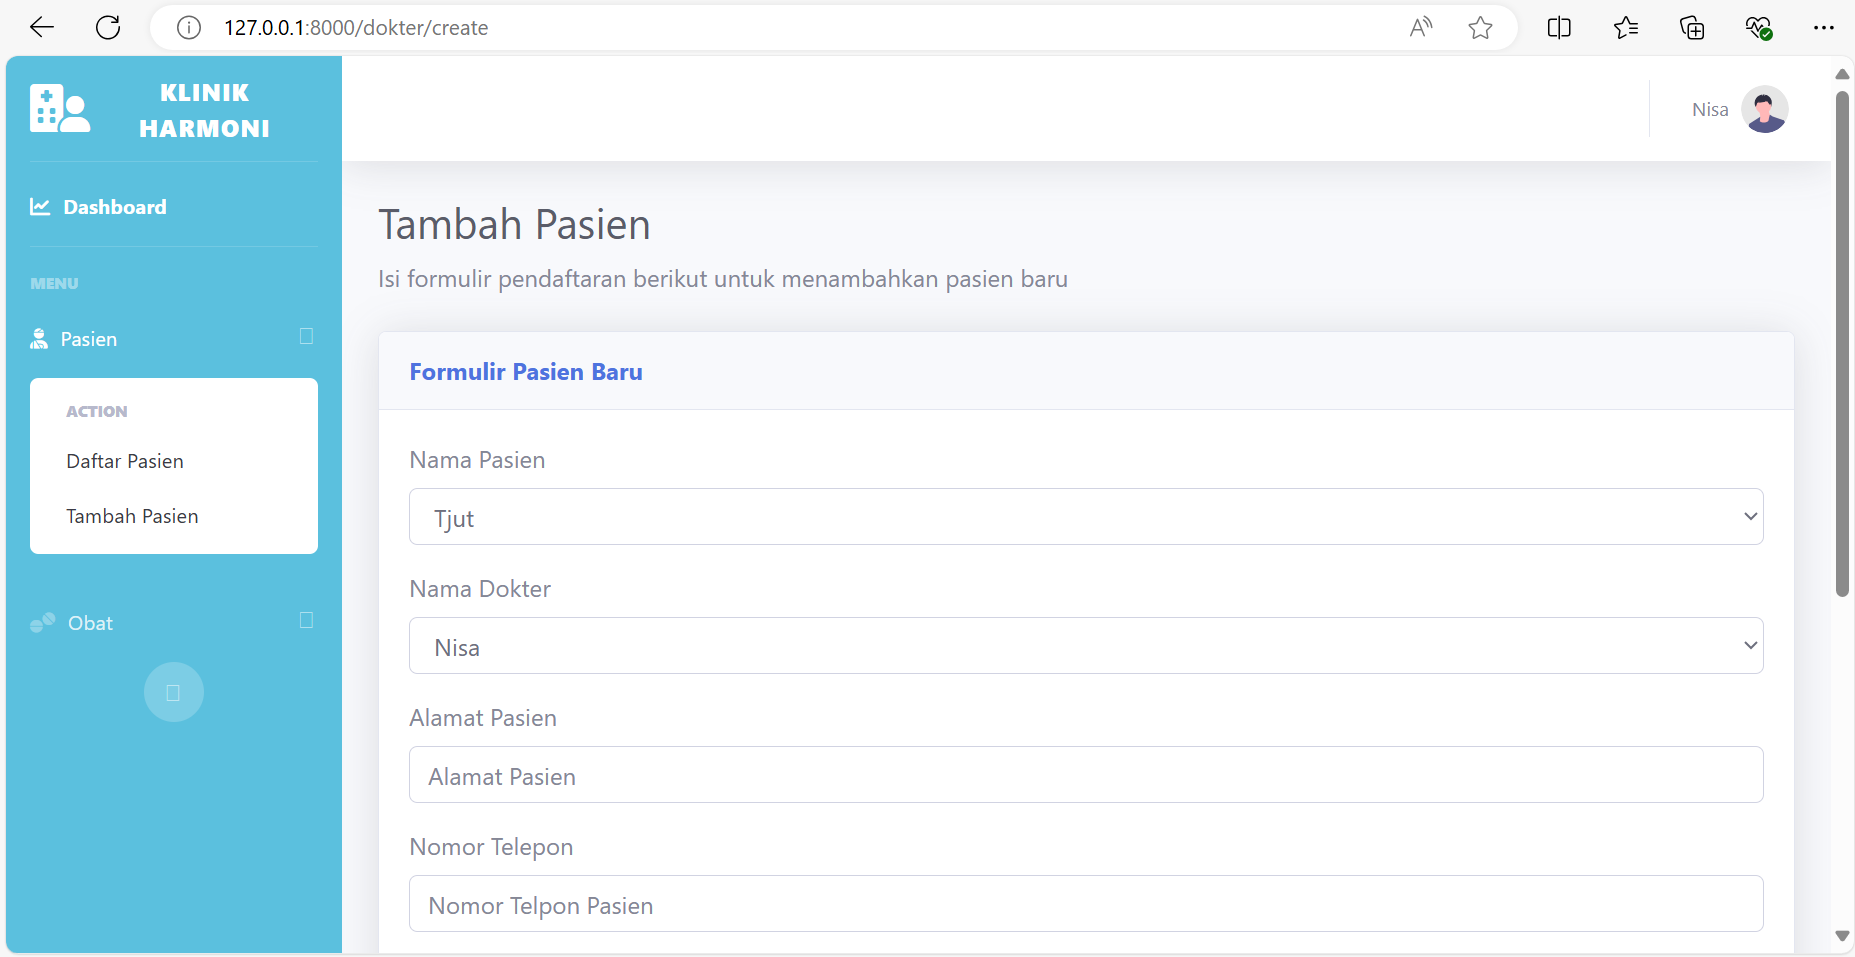 127.0.0.1:8000/dokter/create
KLINIK
HARMONI
Nisa
Dashboard
MENU
Pasien
ACTION
Daftar Pasien
Tambah Pasien
Obat
Tambah Pasien
Isi formulir pendaftaran berikut untuk menambahkan pasien baru
Formulir Pasien Baru
Nama Pasien
Tjut
Nama Dokter
Nisa
Alamat Pasien
Alamat Pasien
Nomor Telepon
Nomor Telpon Pasien